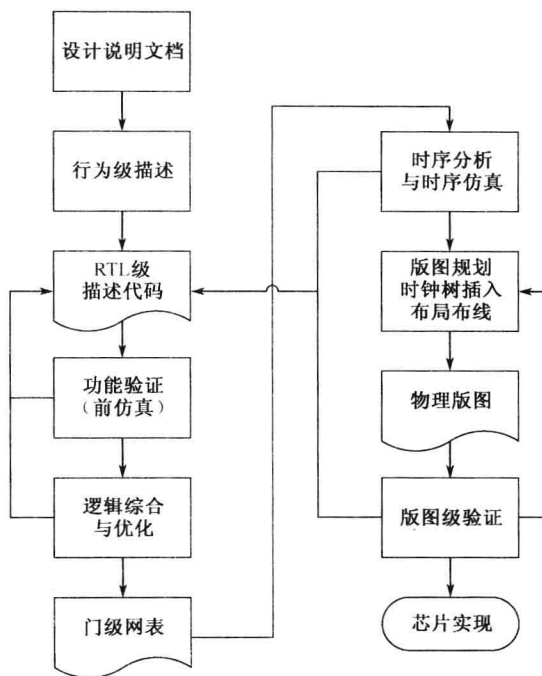 设计说明文档
行为级描述
RTL级
描述代码
功能验证
（前仿真）
逻辑综合
与优化
门级网表
时序分析
与时序仿真
版图规划
时钟树插入
布局布线
物理版图
版图级验证
芯片实现